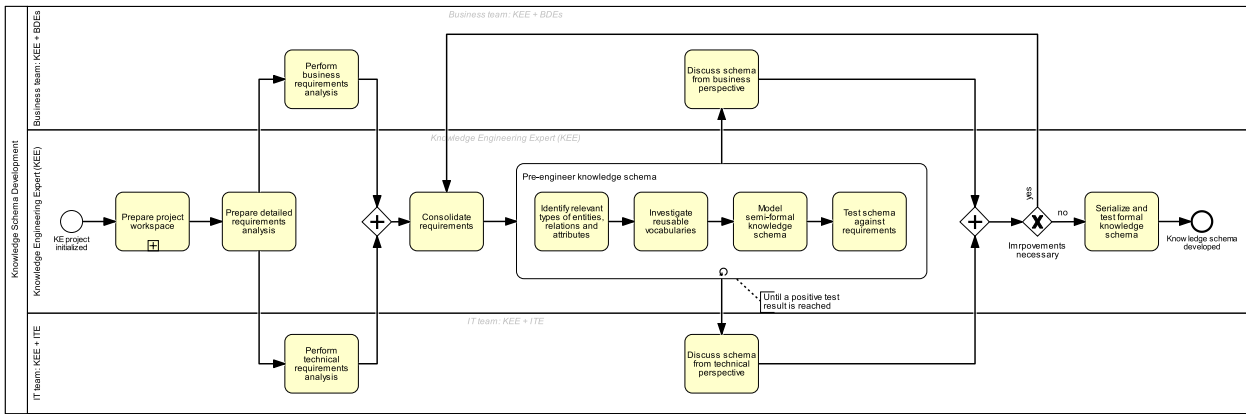 Knowledge Schema Development
Business team: KEE + BDEs
Business team: KEE + BDEs
Perform
business
requirements
analysis
Discuss schema
from business
perspective
Knowledge Engineering Expert (KEE)
Knowledge Engineering Expert (KEE)
KE project
initialized
Prepare project
workspace
Prepare detailed
requirements
analysis
Consolidate
requirements
Pre-engineer knowledge schema
Identify relevant
types of entities,
relations and
attributes
Investigate
reusable
vocabularies
Model
semi-formal
knowledge
schema
Test schema
against
requirements
Until a positive test
result is reached
yes
no
Imrpovements
necessary
Serialize and
test formal
knowledge
schema
Knowledge schema
developed
IT team: KEE + ITE
IT team: KEE + ITE
Perform
technical
requirements
analysis
Discuss schema
from technical
perspective